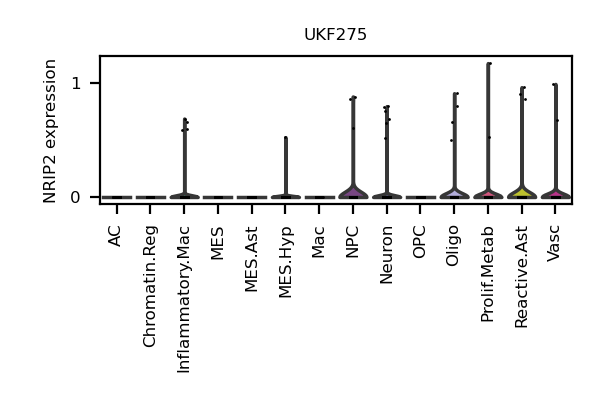 UKF275
NRIP2 expression
1
0
AC
Chromatin.Reg
Inflammatory.Mac
MES
MES.Ast
MES.Hyp
Mac
NPC
Neuron
OPC
Oligo
Prolif.Metab
Reactive.Ast
Vasc